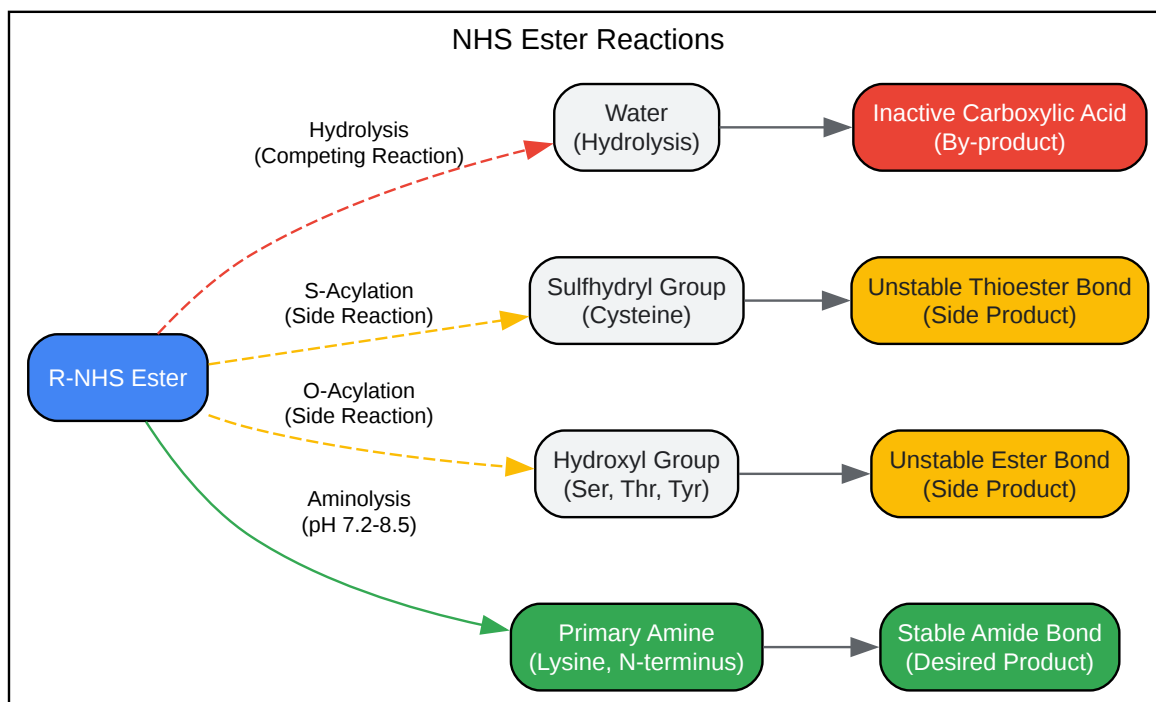 NHS Ester Reactions
Hydrolysis
(Competing Reaction)
Water
(Hydrolysis)
Inactive Carboxylic Acid
(By-product)
S-Acylation
(Side Reaction)
Sulfhydryl Group
(Cysteine)
Unstable Thioester Bond
(Side Product)
R-NHS Ester
O-Acylation
(Side Reaction)
Hydroxyl Group
(Ser, Thr, Tyr)
Unstable Ester Bond
(Side Product)
Aminolysis
(pH 7.2-8.5)
Primary Amine
(Lysine, N-terminus)
Stable Amide Bond
(Desired Product)